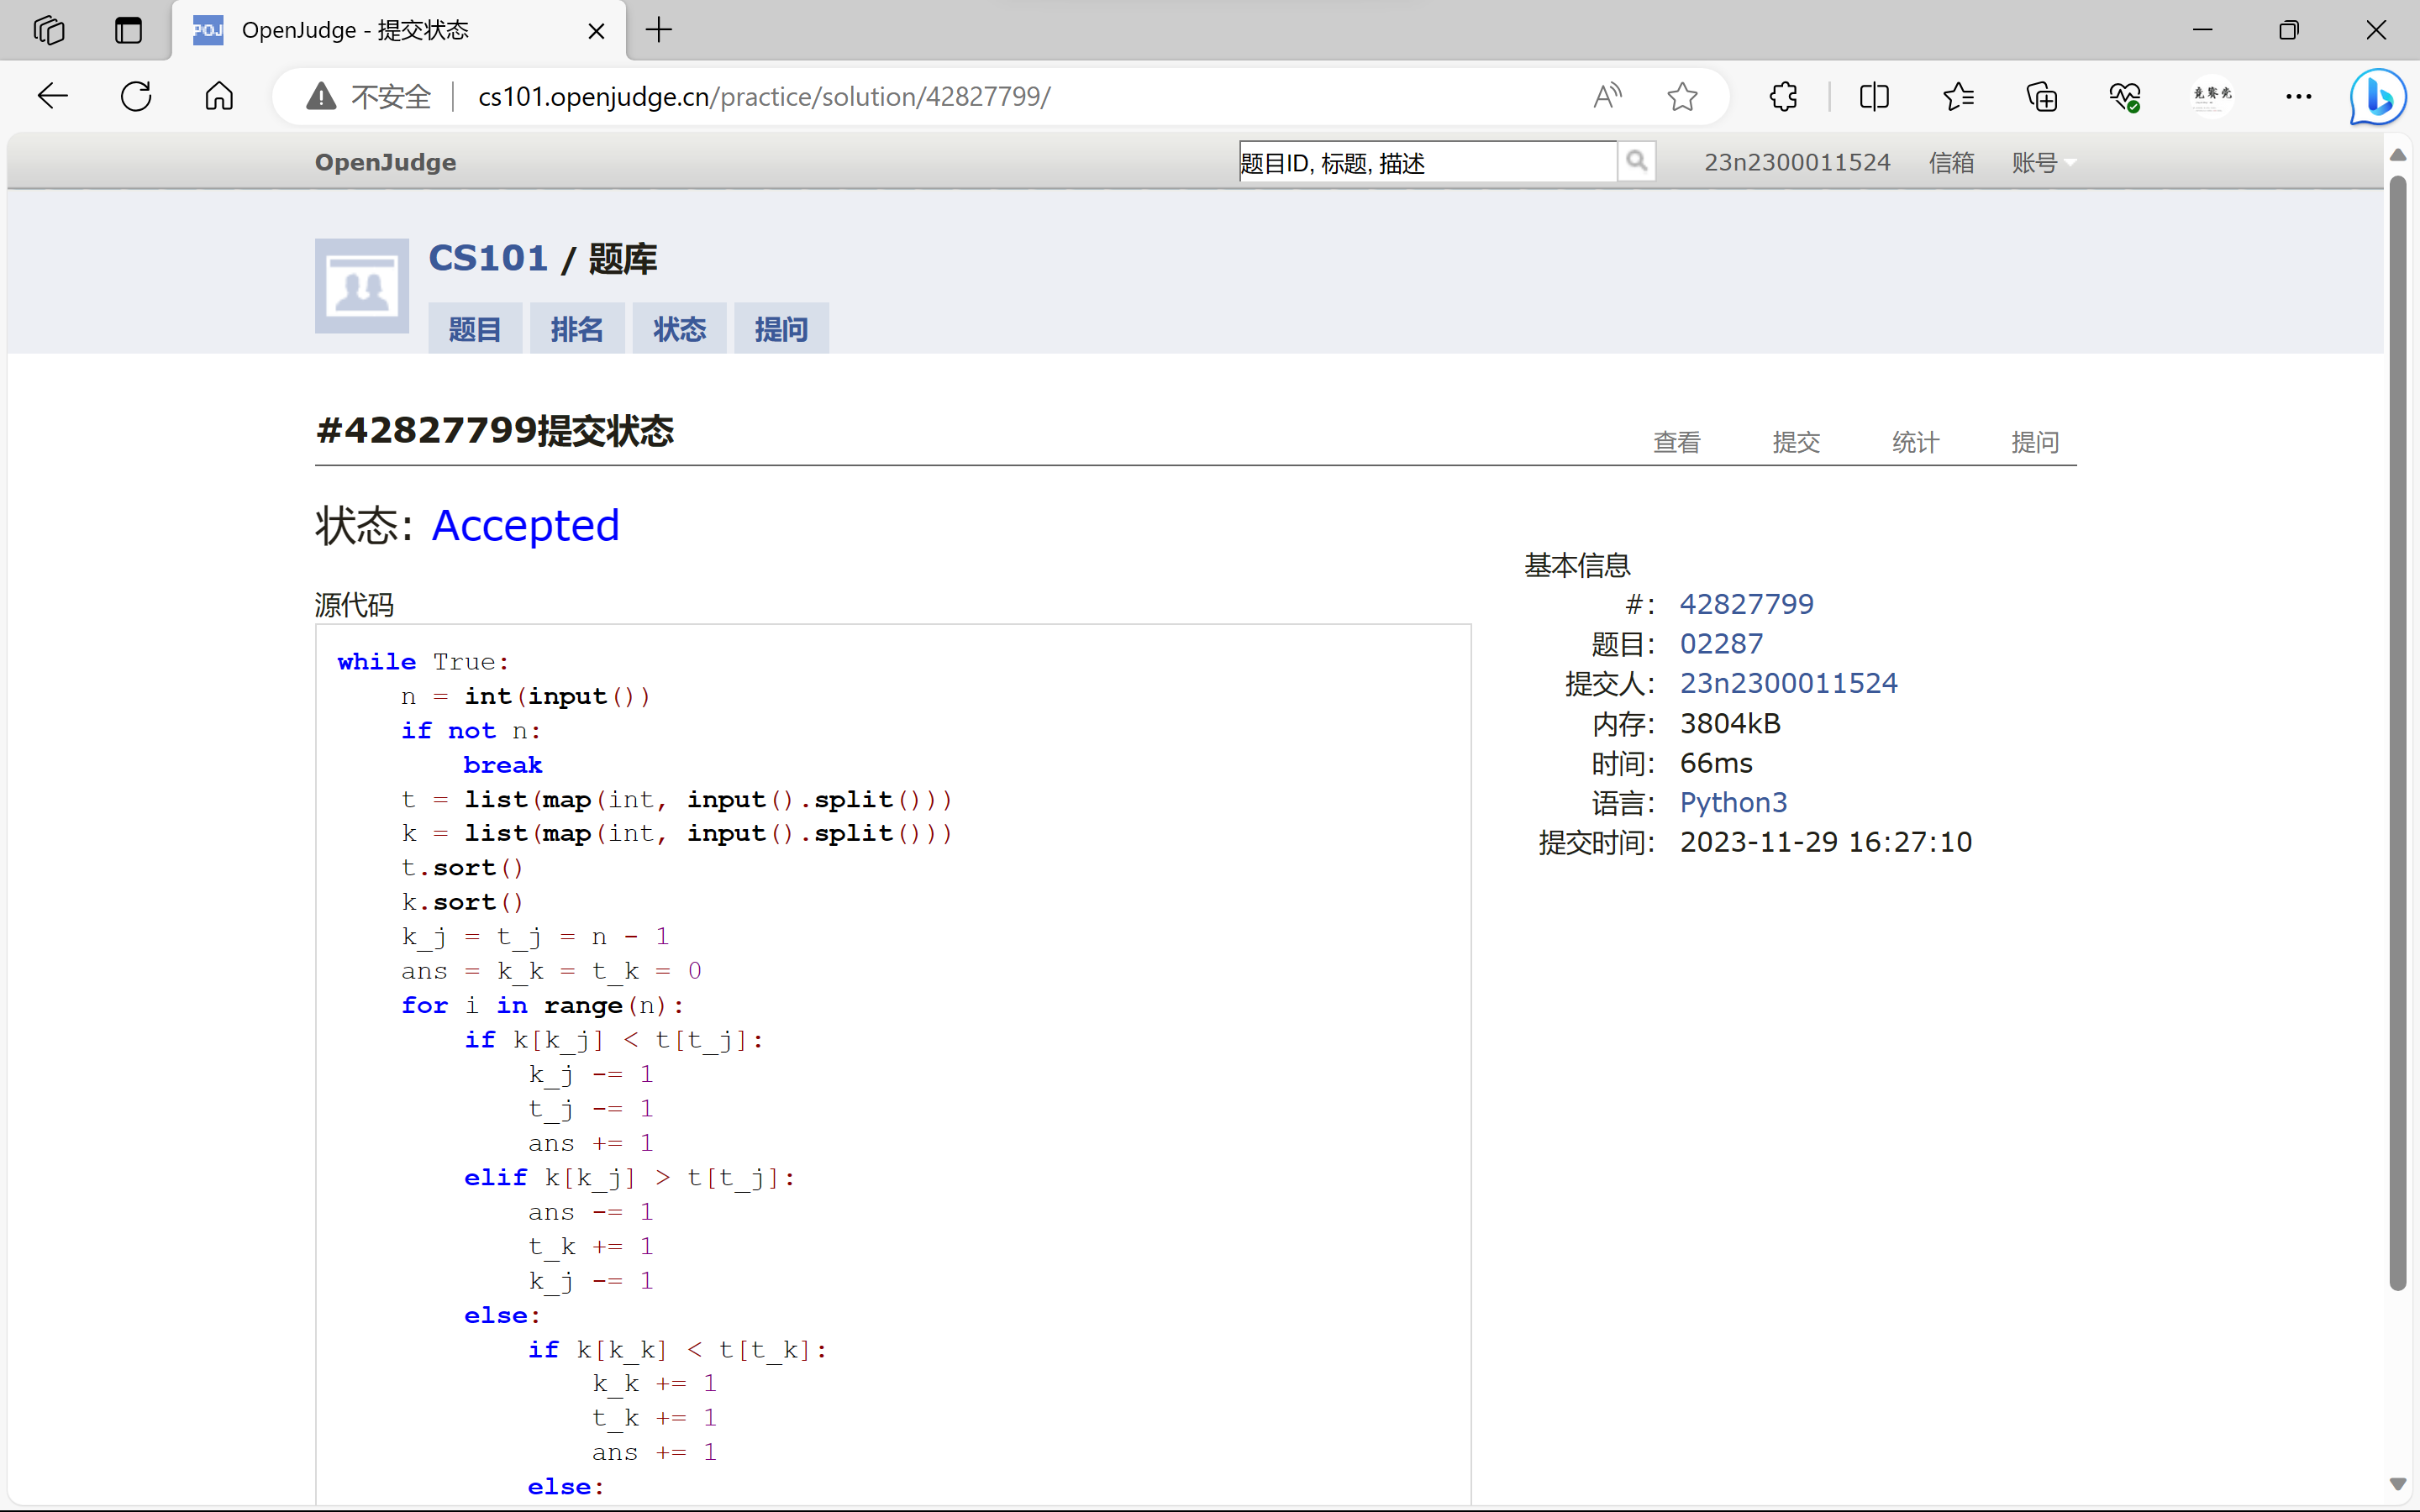 POJ OpenJudge - 提交状态
不安全 cs101.openjudge.cn/practice/solution/42827799/
竞赛党
OpenJudge 题目ID, 标题, 描述 23n2300011524 信箱 账号
CS101 / 题库
题目 排名 状态 提问
#42827799提交状态 查看 提交 统计 提问
状态: Accepted
源代码
while True:
    n = int(input())
    if not n:
        break
    t = list(map(int, input().split()))
    k = list(map(int, input().split()))
    t.sort()
    k.sort()
    k_j = t_j = n - 1
    ans = k_k = t_k = 0
    for i in range(n):
        if k[k_j] < t[t_j]:
            k_j -= 1
            t_j -= 1
            ans += 1
        elif k[k_j] > t[t_j]:
            ans -= 1
            t_k += 1
            k_j -= 1
        else:
            if k[k_k] < t[t_k]:
                k_k += 1
                t_k += 1
                ans += 1
            else:
基本信息
#: 42827799
题目: 02287
提交人: 23n2300011524
内存: 3804kB
时间: 66ms
语言: Python3
提交时间: 2023-11-29 16:27:10